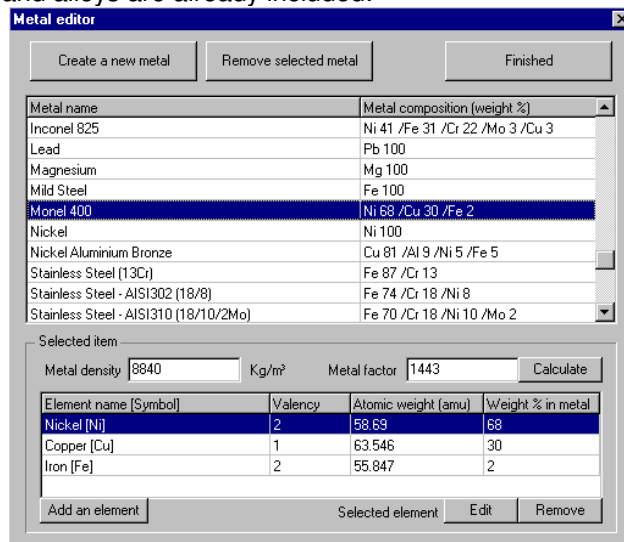 and alloys are already included.
Metal editor
Create a new metal Remove selected metal Finished
Metal name Metal composition (weight %)
Inconel 825 Ni 41 /Fe 31 /Cr 22 /Mo 3 /Cu 3
Lead Pb 100
Magnesium Mg 100
Mild Steel Fe 100
Monel 400 Ni 68 /Cu 30 /Fe 2
Nickel Ni 100
Nickel Aluminium Bronze Cu 81 /Al 9 /Ni 5 /Fe 5
Stainless Steel (13Cr) Fe 87 /Cr 13
Stainless Steel - AISI302 (18/8) Fe 74 /Cr 18 /Ni 8
Stainless Steel - AISI310 (18/10/2Mo) Fe 70 /Cr 18 /Ni 10 /Mo 2
Selected item
Metal density 8840 Kg/m³ Metal factor 1443 Calculate
Element name [Symbol] Valency Atomic weight (amu) Weight % in metal
Nickel [Ni] 2 58.69 68
Copper [Cu] 1 63.546 30
Iron [Fe] 2 55.847 2
Add an element Selected element Edit Remove